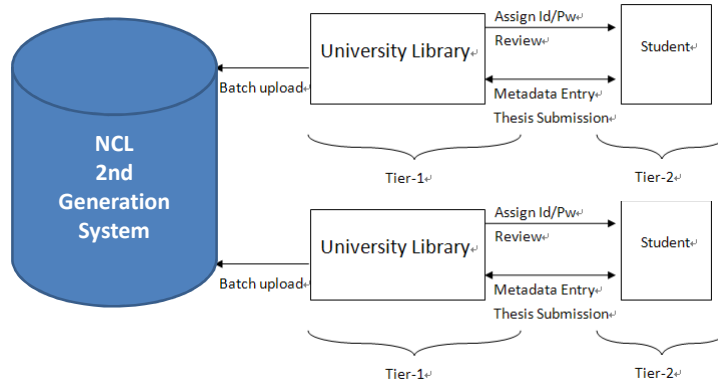 NCL
2nd
Generation
System
University Library
Assign Id/Pw
Review
Student
Batch upload
Metadata Entry
Thesis Submission
Tier-1
Tier-2
University Library
Assign Id/Pw
Review
Student
Batch upload
Metadata Entry
Thesis Submission
Tier-1
Tier-2